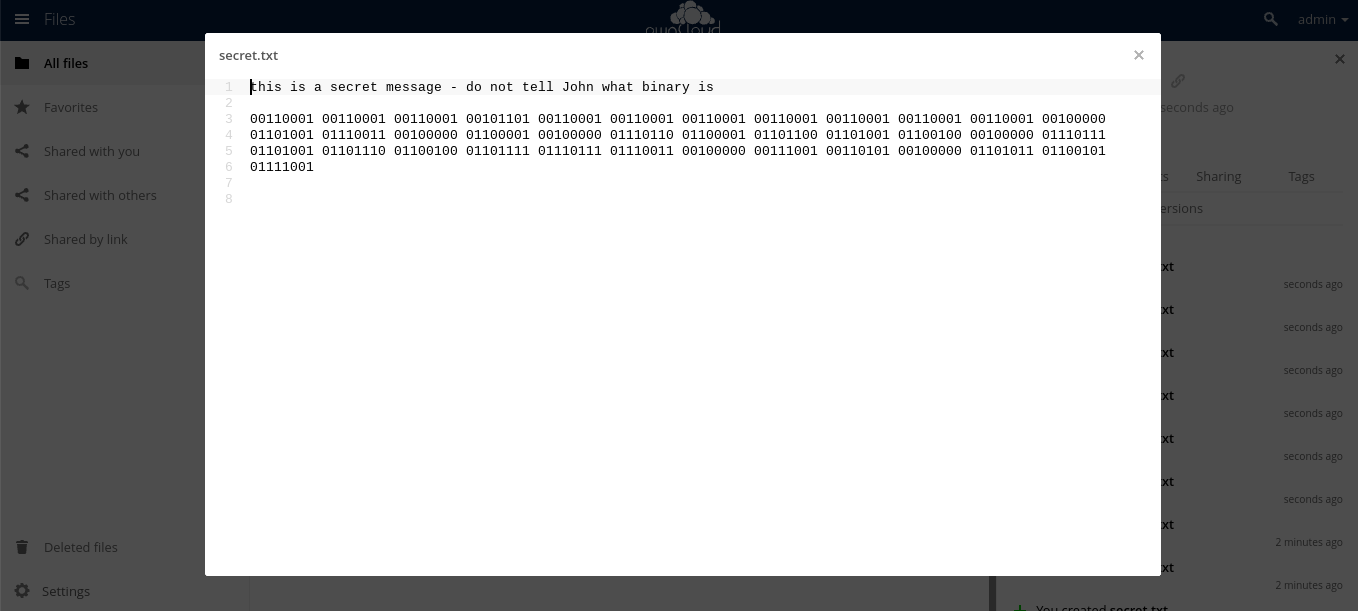 Files
ownCloud
admin
secret.txt
All files
Favorites
Shared with you
Shared with others
Shared by link
Tags
Deleted files
Settings
1 this is a secret message - do not tell John what binary is
2
3 00110001 00110001 00110001 00101101 00110001 00110001 00110001 00110001 00110001 00110001 00110001 00100000
4 01101001 01110011 00100000 01100001 00100000 01110110 01100001 01101100 01101001 01100100 00100000 01110111
5 01101001 01101110 01100100 01101111 01110111 01110011 00100000 00111001 00110101 00100000 01101011 01100101
6 01111001
7
8
seconds ago
ts Sharing Tags
ersions
xt
seconds ago
xt
seconds ago
xt
seconds ago
xt
seconds ago
xt
seconds ago
xt
seconds ago
xt
2 minutes ago
xt
2 minutes ago
You created secret.txt